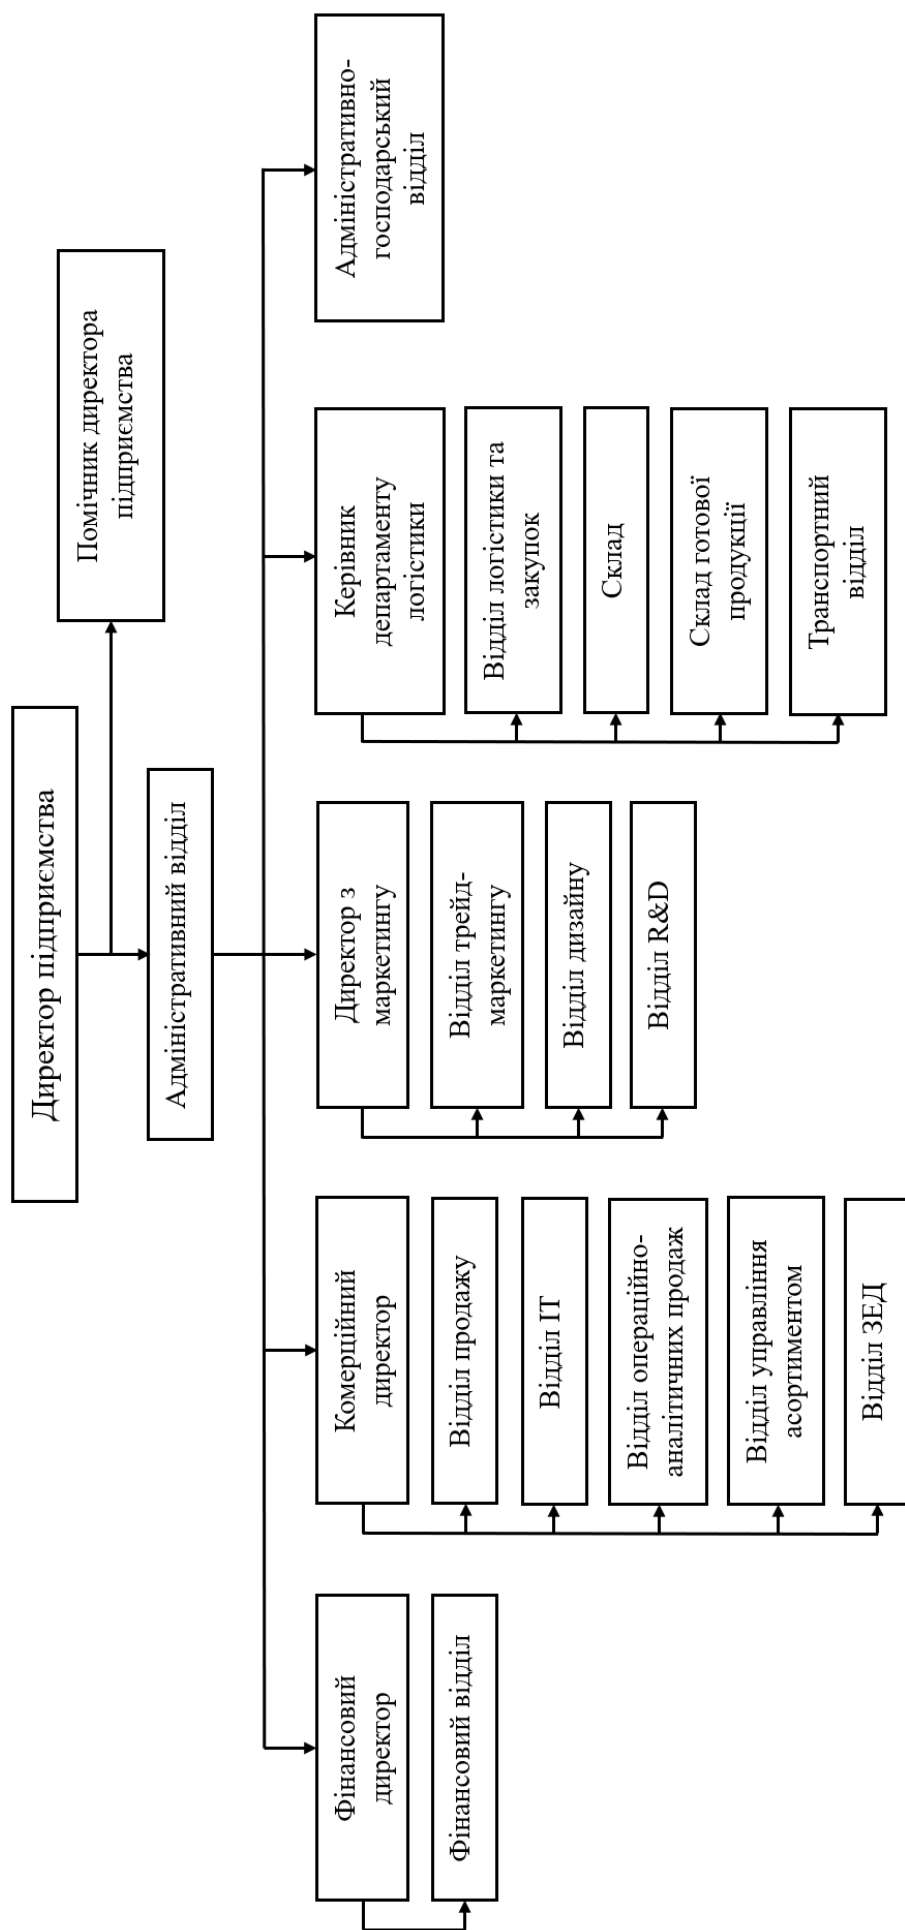 Директор підприємства
Помічник директора
підприємства
Адміністративний відділ
Фінансовий
директор
Фінансовий відділ
Комерційний
директор
Відділ продажу
Відділ ІТ
Відділ операційно-
аналітичних продаж
Відділ управління
асортиментом
Відділ ЗЕД
Директор з
маркетингу
Відділ трейд-
маркетингу
Відділ дизайну
Відділ R&D
Керівник
департаменту
логістики
Відділ логістики та
закупок
Склад
Склад готової
продукції
Транспортний
відділ
Адміністративно-
господарський
відділ